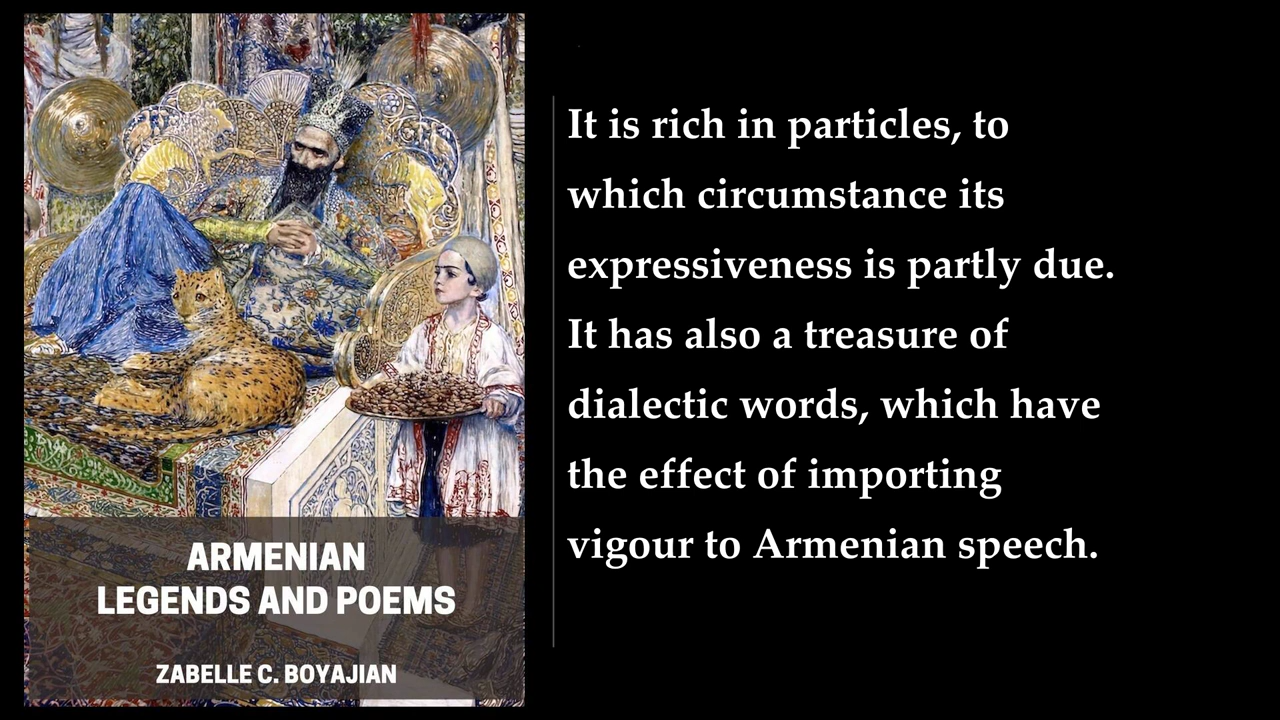 ARMENIAN
LEGENDS AND POEMS
ZABELLE C. BOYAJIAN
It is rich in particles, to
which circumstance its
expressiveness is partly due.
It has also a treasure of
dialectic words, which have
the effect of importing
vigour to Armenian speech.